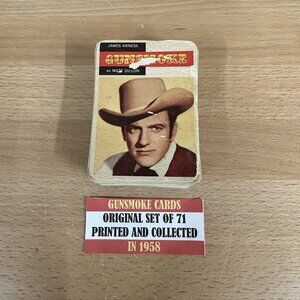 JAMES ARNESS
GUNSMOKE
as MATT DILLON
GUNSMOKE CARDS
ORIGINAL SET OF 71
PRINTED AND COLLECTED
IN 1958